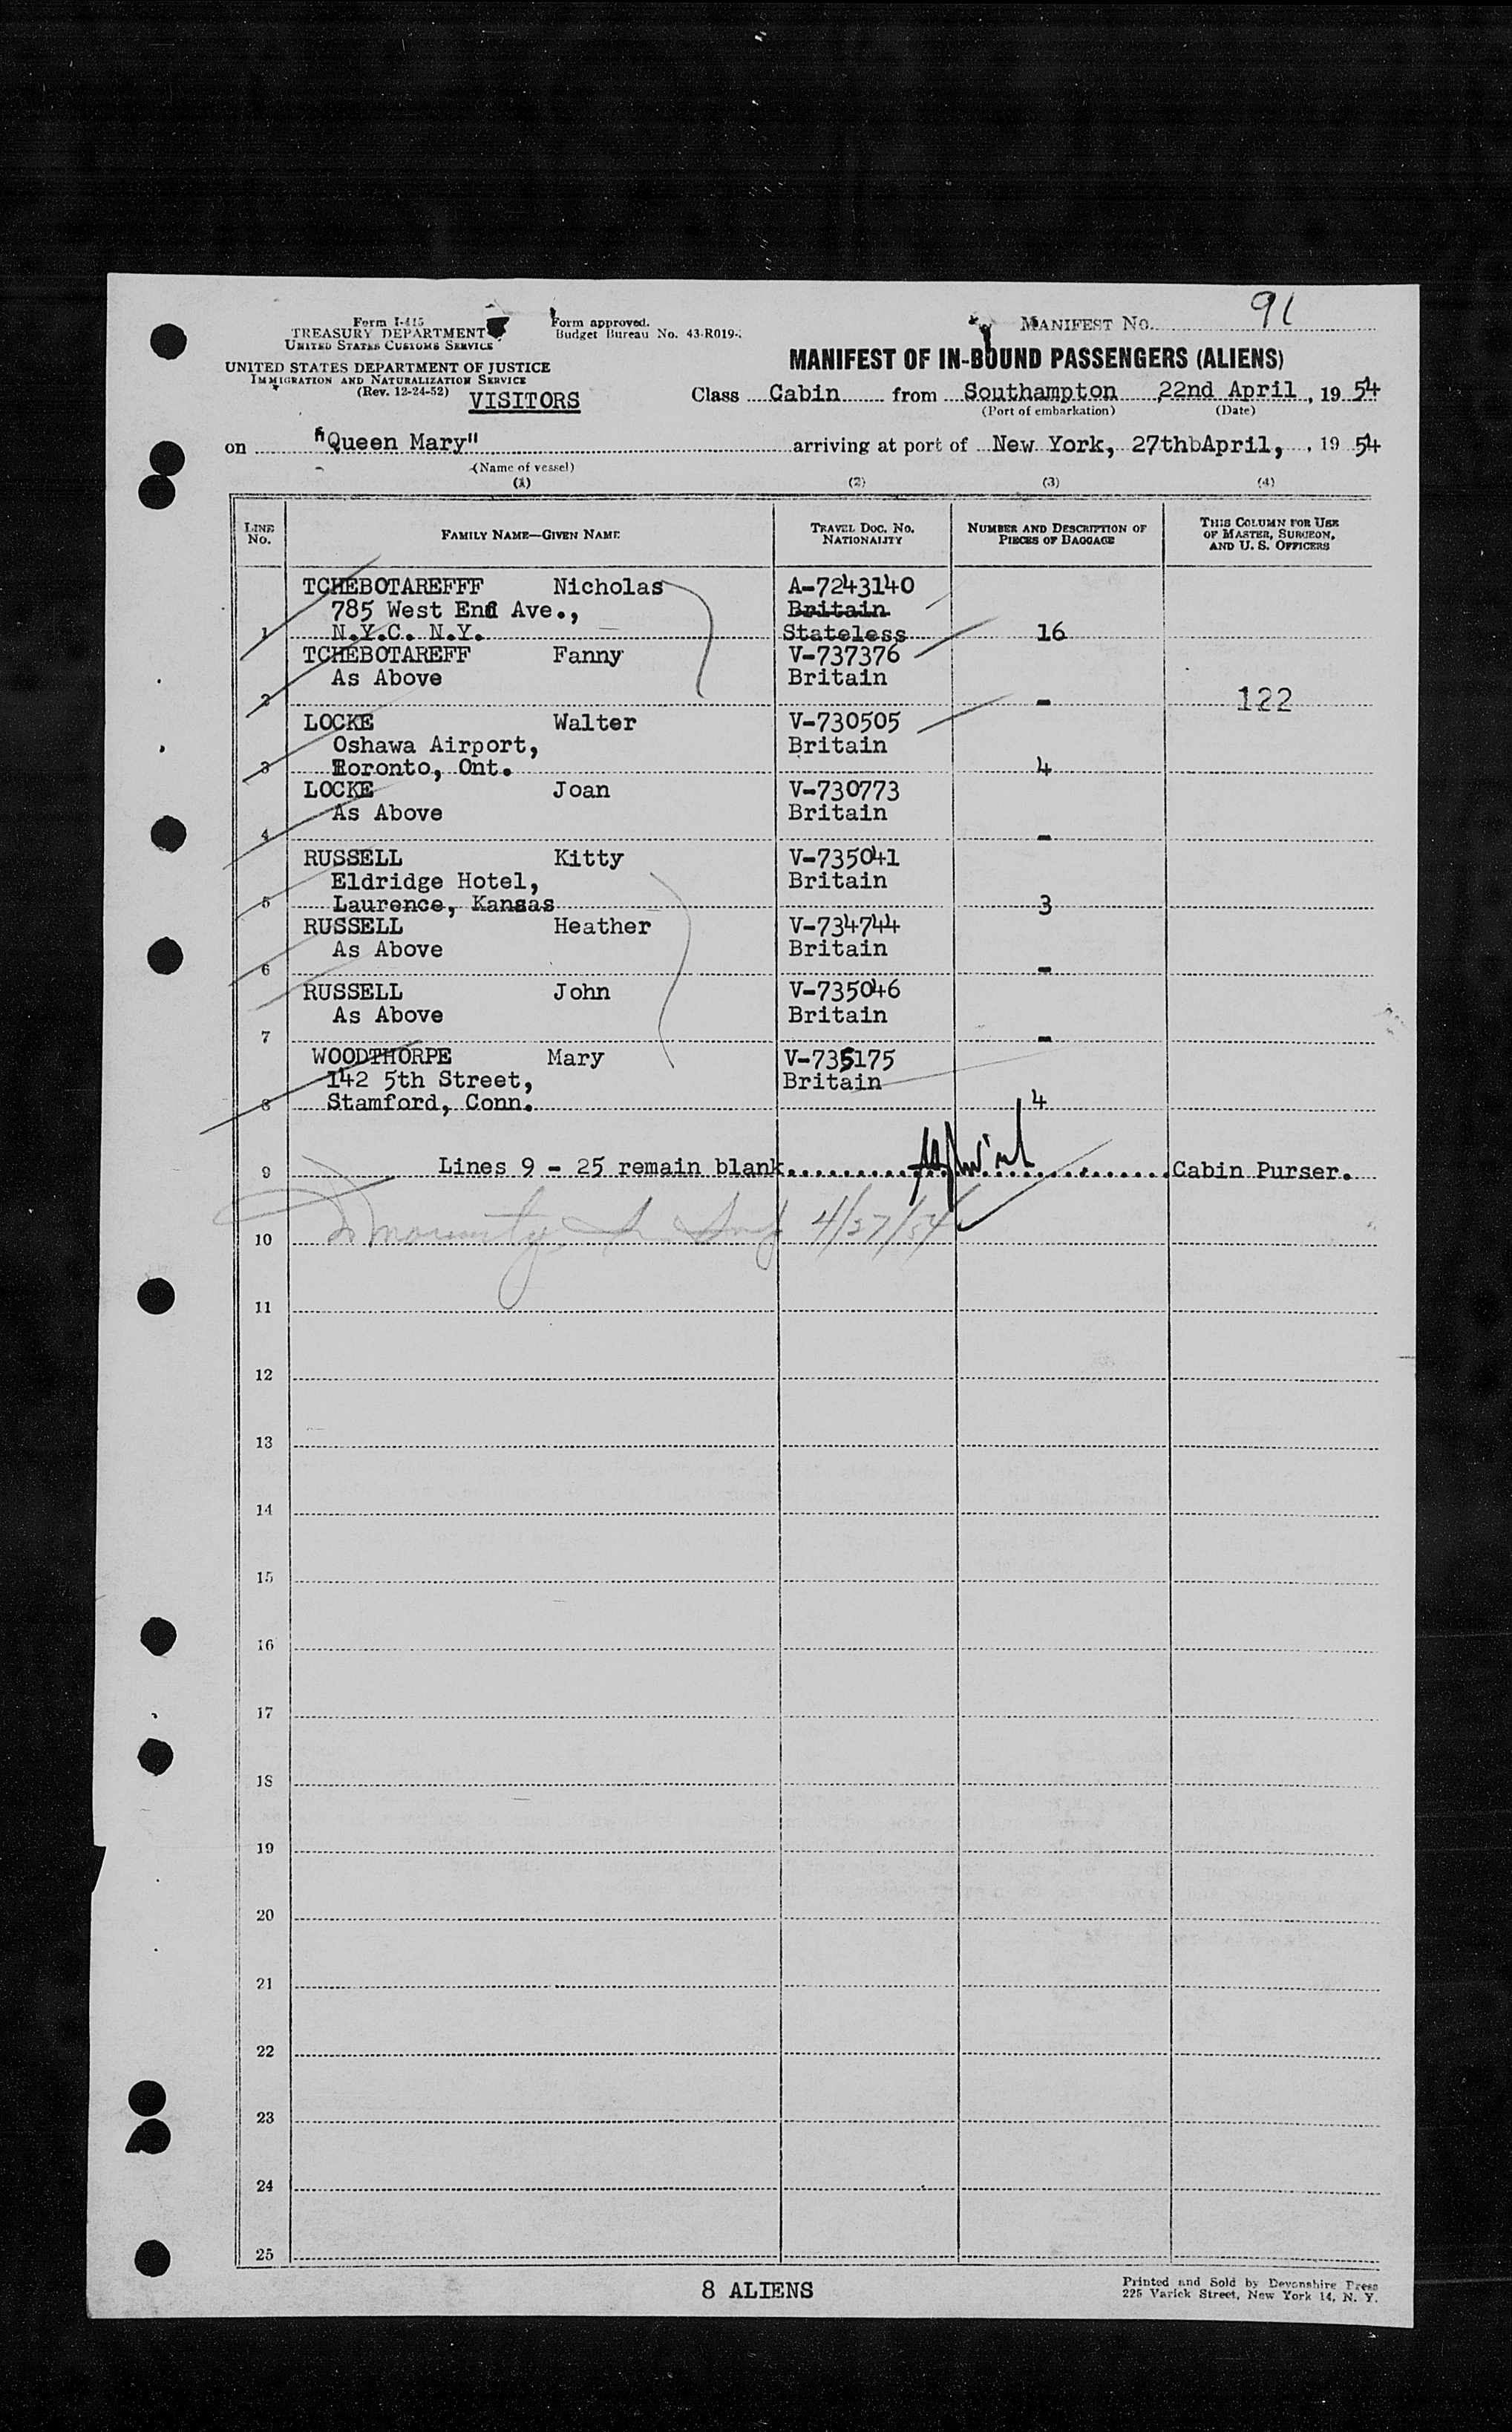 Form I-415
TREASURY DEPARTMENT
UNITED STATES CUSTOMS SERVICE
Form approved.
Budget Bureau No. 43-R019-
MANIFEST NO. 91
UNITED STATES DEPARTMENT OF JUSTICE
IMMIGRATION AND NATURALIZATION SERVICE
(Rev. 12-24-52)
VISITORS
MANIFEST OF IN-BOUND PASSENGERS (ALIENS)
Class Cabin from Southampton ,22nd April , 19 54
(Port of embarkation) (Date)
on "Queen Mary" arriving at port of New York, 27thbApril, , 19 54
(Name of vessel)
(1) (2) (3) (4)
LINE NO. FAMILY NAME—GIVEN NAME TRAVEL DOC. NO. NATIONALITY NUMBER AND DESCRIPTION OF PIECES OF BAGGAGE THIS COLUMN FOR USE OF MASTER, SURGEON, AND U. S. OFFICERS
TCHEBOTAREFFF Nicholas A-7243140
785 West End Ave., Britain
1 N.Y.C. N.Y. Stateless 16
TCHEBOTAREFF Fanny V-737376
As Above Britain
2 - 122
LOCKE Walter V-730505
Oshawa Airport, Britain
3 Toronto, Ont. 4
LOCKE Joan V-730773
As Above Britain
4 -
RUSSELL Kitty V-735041
Eldridge Hotel, Britain
5 Laurence, Kansas 3
RUSSELL Heather V-734744
As Above Britain
6 -
RUSSELL John V-735046
As Above Britain
7 -
WOODTHORPE Mary V-735175
142 5th Street, Britain
8 Stamford, Conn. 4
9 Lines 9 - 25 remain blank. Cabin Purser.
10 4/27/54
11
12
13
14
15
16
17
18
19
20
21
22
23
24
25
8 ALIENS
Printed and Sold by Devonshire Press
225 Varick Street, New York 14, N. Y.